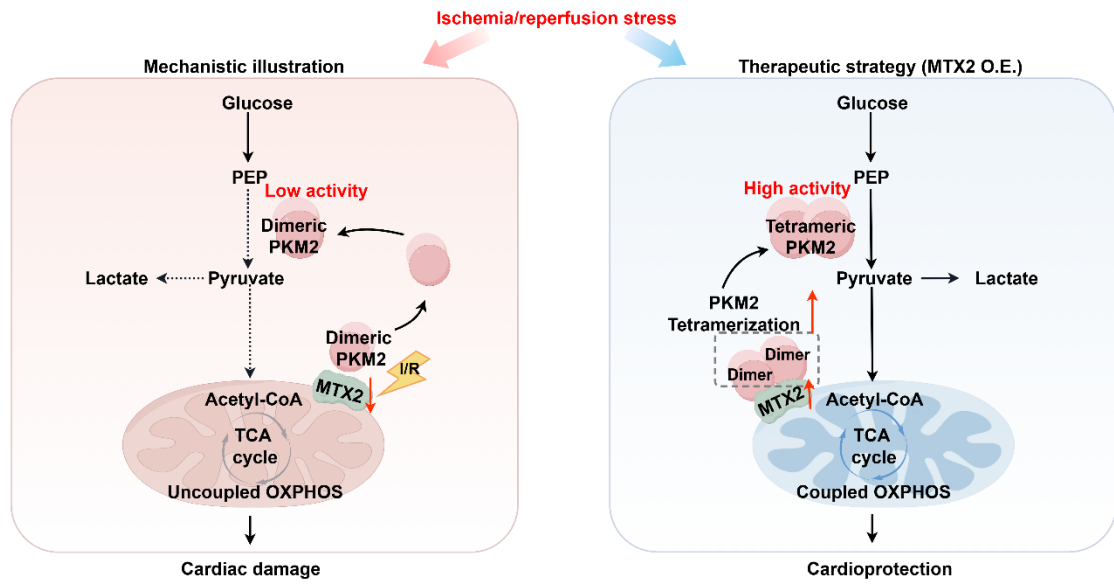 Ischemia/reperfusion stress
Mechanistic illustration
Glucose
PEP
Low activity
Dimeric
PKM2
Lactate
Pyruvate
Dimeric
PKM2
I/R
MTX2
Acetyl-CoA
TCA
cycle
Uncoupled OXPHOS
Cardiac damage
Therapeutic strategy (MTX2 O.E.)
Glucose
PEP
High activity
Tetrameric
PKM2
Pyruvate
Lactate
PKM2
Tetramerization
Dimer
Dimer
MTX2
Acetyl-CoA
TCA
cycle
Coupled OXPHOS
Cardioprotection